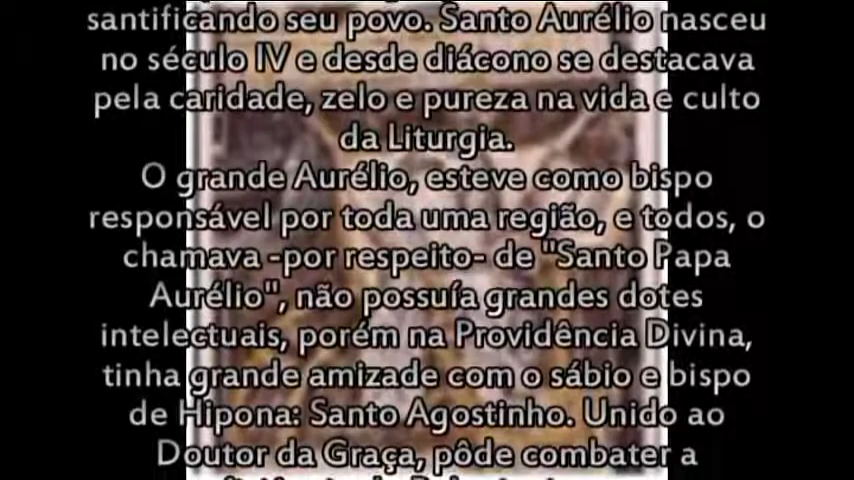 santificando seu povo. Santo Aurélio nasceu
no século IV e desde diácono se destacava
pela caridade, zelo e pureza na vida e culto
da Liturgia.
O grande Aurélio, esteve como bispo
responsável por toda uma região, e todos, o
chamava -por respeito- de "Santo Papa
Aurélio", não possuía grandes dotes
intelectuais, porém na Providência Divina,
tinha grande amizade com o sábio e bispo
de Hipona: Santo Agostinho. Unido ao
Doutor da Graça, pôde combater a